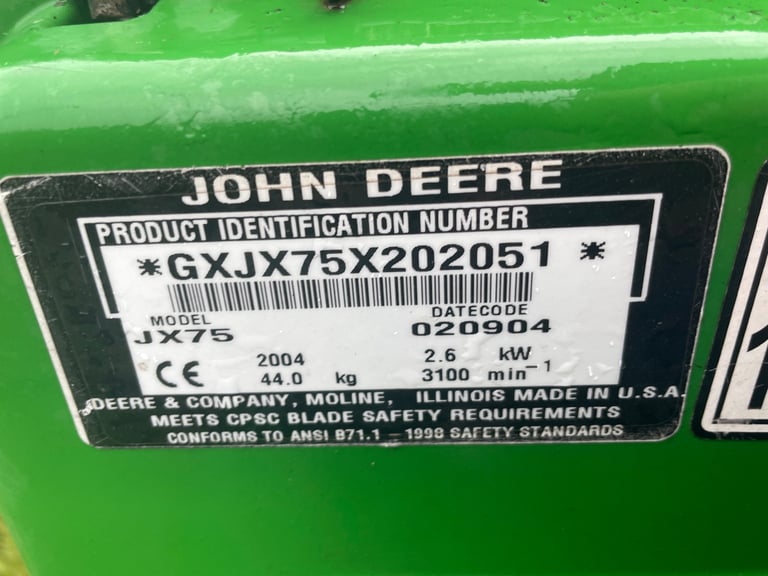 JOHN DEERE
PRODUCT IDENTIFICATION NUMBER
*GXJX75X202051 *
MODEL DATECODE
JX75 020904
2004 2.6 kW
CE 44.0 kg 3100 min-1
DEERE & COMPANY, MOLINE, ILLINOIS MADE IN U.S.A.
MEETS CPSC BLADE SAFETY REQUIREMENTS
CONFORMS TO ANSI B71.1 - 1998 SAFETY STANDARDS